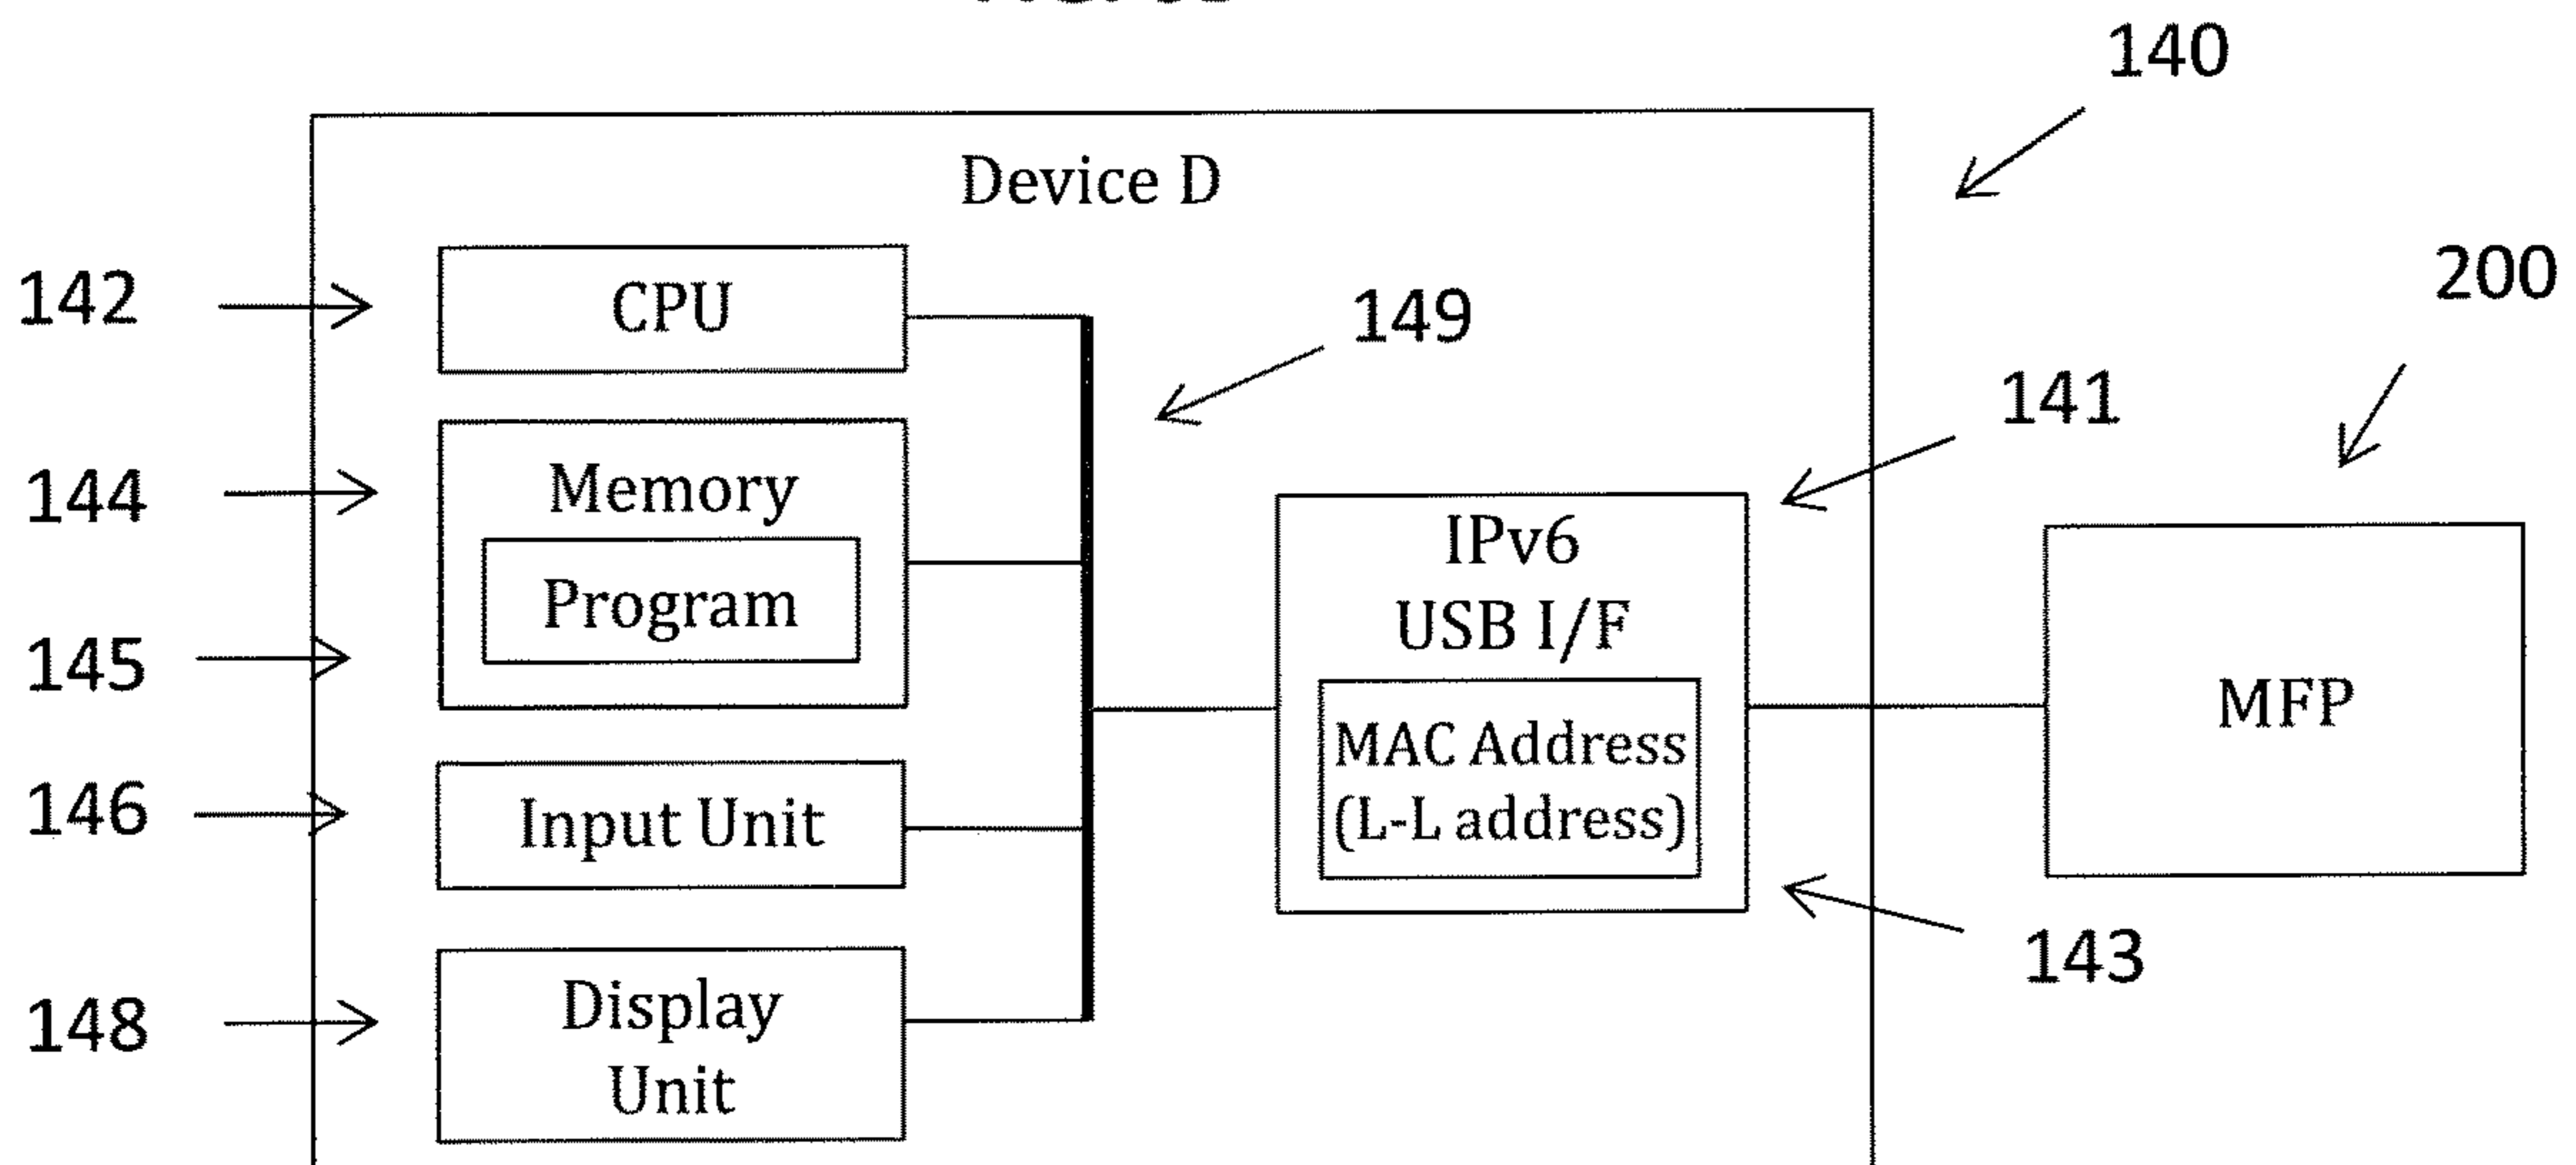 140
Device D
200
142
CPU
149
141
144
Memory
IPv6
Program
USB I/F
145
MAC Address
MFP
146
Input Unit
(L-L address)
143
148
Display
Unit